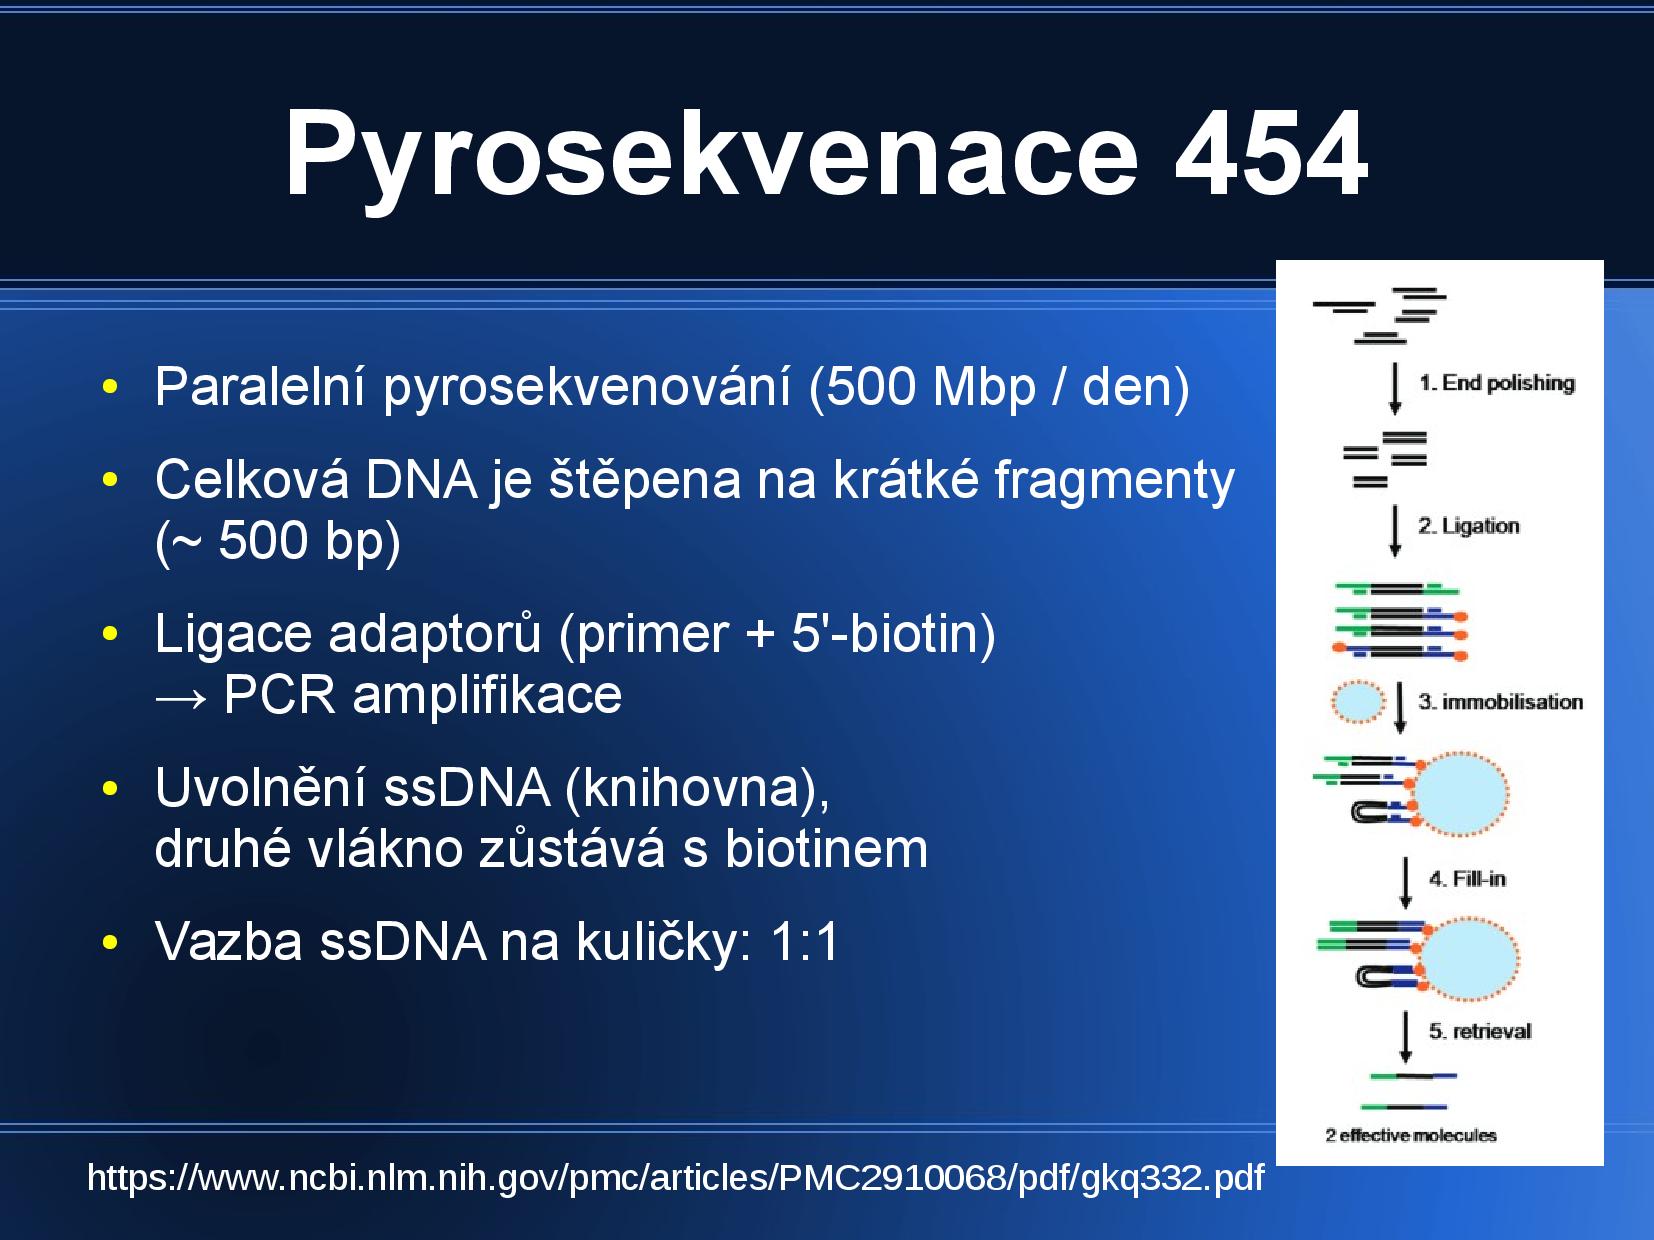 Pyrosekvenace 454
Paralelní pyrosekvenování (500 Mbp / den)
Celková DNA je štěpena na krátké fragmenty
(~ 500 bp)
Ligace adaptorů (primer + 5'-biotin)
→ PCR amplifikace
Uvolnění ssDNA (knihovna),
druhé vlákno zůstává s biotinem
Vazba ssDNA na kuličky: 1:1
1. End polishing
2. Ligation
3. immobilisation
4. Fill-in
5. retrieval
2 effective molecules
https://www.ncbi.nlm.nih.gov/pmc/articles/PMC2910068/pdf/gkq332.pdf